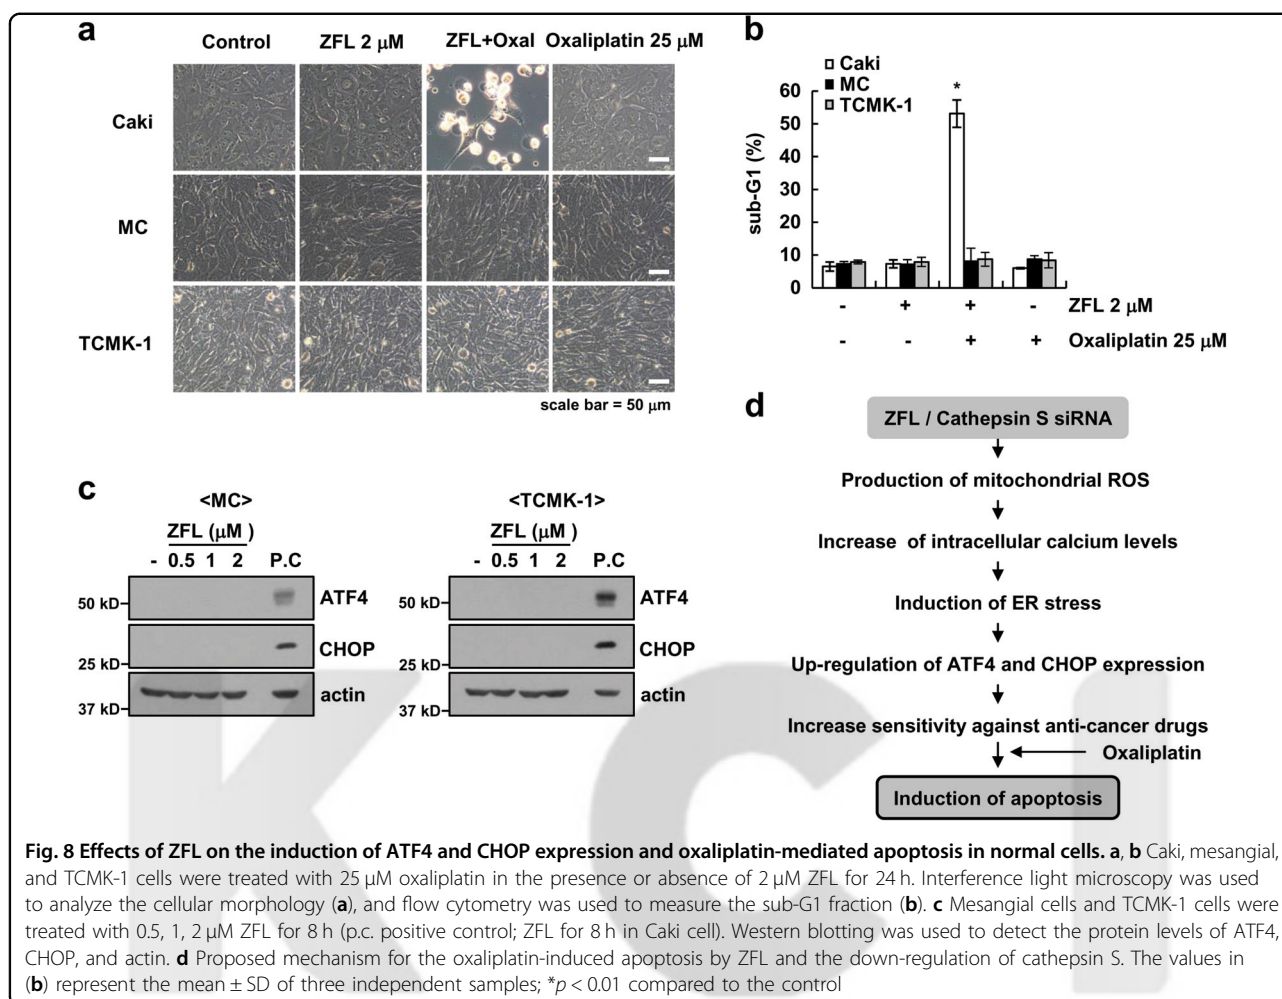 a
Control ZFL 2 μM ZFL+Oxal Oxaliplatin 25 μM
Caki
MC
TCMK-1
scale bar = 50 μm
b
Caki
MC
TCMK-1
sub-G1 (%)
60
50
40
30
20
10
0
*
- + + - ZFL 2 μM
- - + + Oxaliplatin 25 μM
c
<MC>
ZFL (μM )
- 0.5 1 2 P.C
50 kD ATF4
25 kD CHOP
37 kD actin
<TCMK-1>
ZFL (μM )
- 0.5 1 2 P.C
50 kD ATF4
25 kD CHOP
37 kD actin
d
ZFL / Cathepsin S siRNA
Production of mitochondrial ROS
Increase of intracellular calcium levels
Induction of ER stress
Up-regulation of ATF4 and CHOP expression
Increase sensitivity against anti-cancer drugs
Oxaliplatin
Induction of apoptosis
Fig. 8 Effects of ZFL on the induction of ATF4 and CHOP expression and oxaliplatin-mediated apoptosis in normal cells. a, b Caki, mesangial,
and TCMK-1 cells were treated with 25 μM oxaliplatin in the presence or absence of 2 μM ZFL for 24 h. Interference light microscopy was used
to analyze the cellular morphology (a), and flow cytometry was used to measure the sub-G1 fraction (b). c Mesangial cells and TCMK-1 cells were
treated with 0.5, 1, 2 μM ZFL for 8 h (p.c. positive control; ZFL for 8 h in Caki cell). Western blotting was used to detect the protein levels of ATF4,
CHOP, and actin. d Proposed mechanism for the oxaliplatin-induced apoptosis by ZFL and the down-regulation of cathepsin S. The values in
(b) represent the mean ± SD of three independent samples; *p < 0.01 compared to the control
KCI